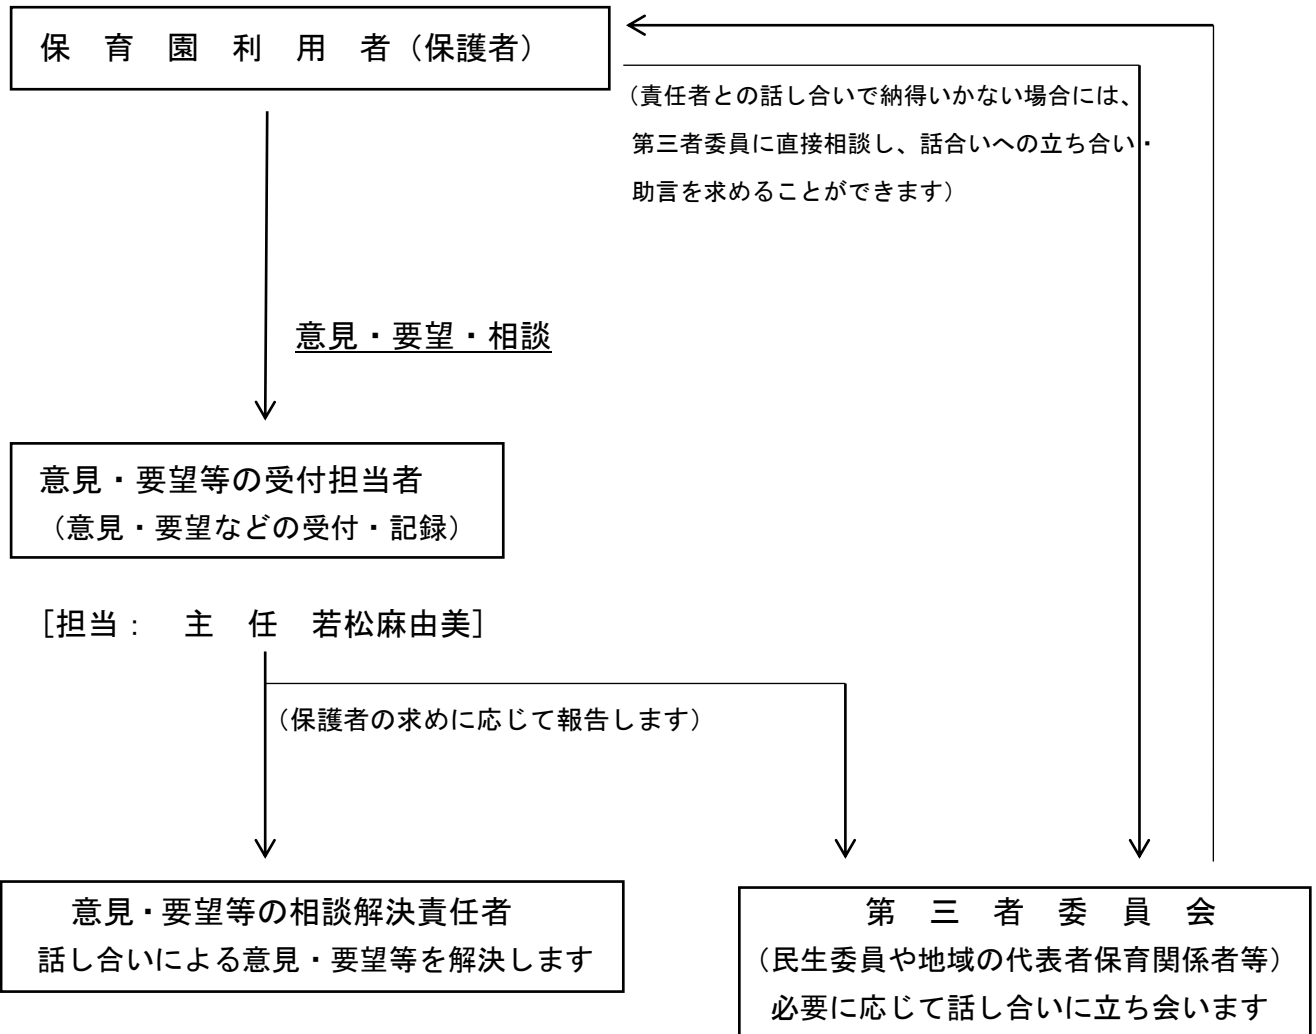 保　育　園　利　用　者（保護者）
（責任者との話し合いで納得いかない場合には、
第三者委員に直接相談し、話合いへの立ち合い・
助言を求めることができます）
意見・要望・相談
意見・要望等の受付担当者
（意見・要望などの受付・記録）
［担当：　主　任　若松麻由美］
（保護者の求めに応じて報告します）
意見・要望等の相談解決責任者
話し合いによる意見・要望等を解決します
第　三　者　委　員　会
（民生委員や地域の代表者保育関係者等）
必要に応じて話し合いに立ち会います